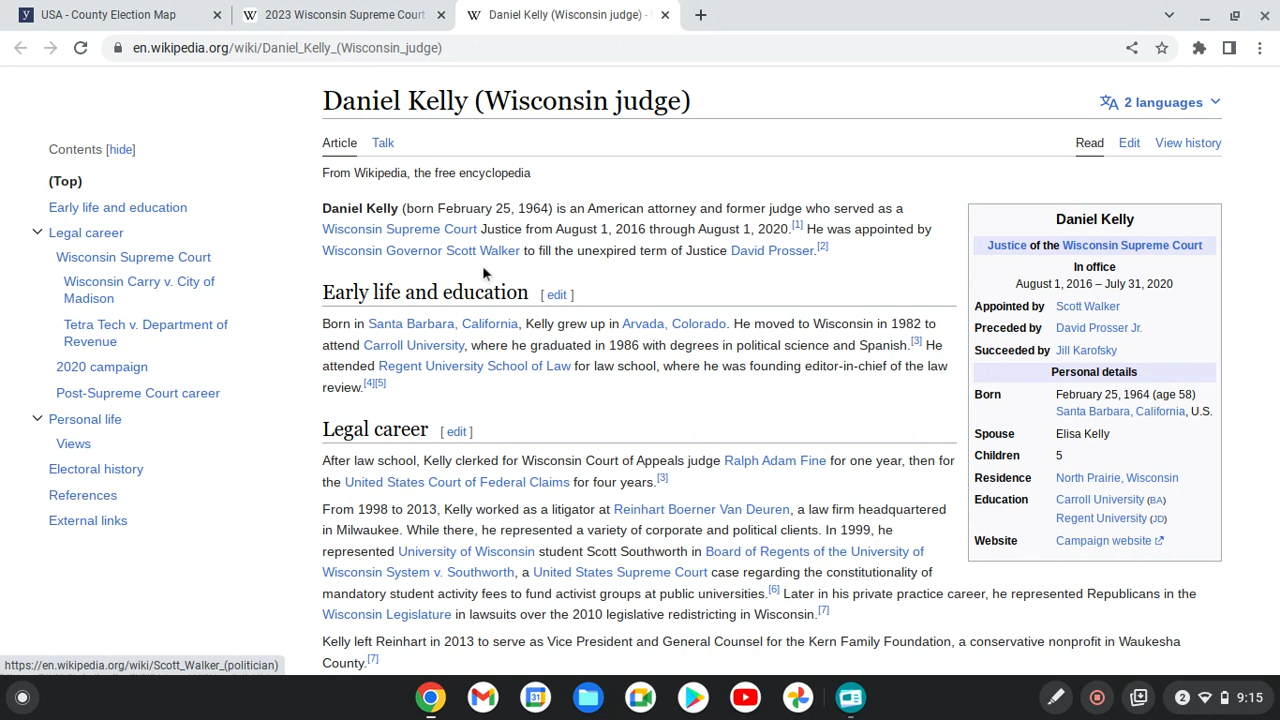 USA - County Election Map
2023 Wisconsin Supreme Court
Daniel Kelly (Wisconsin judge) -
en.wikipedia.org/wiki/Daniel_Kelly_(Wisconsin_judge)
Daniel Kelly (Wisconsin judge)
2 languages
Article Talk
Read Edit View history
From Wikipedia, the free encyclopedia
Contents [hide]
(Top)
Early life and education
Legal career
Wisconsin Supreme Court
Wisconsin Carry v. City of
Madison
Tetra Tech v. Department of
Revenue
2020 campaign
Post-Supreme Court career
Personal life
Views
Electoral history
References
External links
Daniel Kelly (born February 25, 1964) is an American attorney and former judge who served as a
Wisconsin Supreme Court Justice from August 1, 2016 through August 1, 2020.[1] He was appointed by
Wisconsin Governor Scott Walker to fill the unexpired term of Justice David Prosser.[2]
Early life and education [ edit ]
Born in Santa Barbara, California, Kelly grew up in Arvada, Colorado. He moved to Wisconsin in 1982 to
attend Carroll University, where he graduated in 1986 with degrees in political science and Spanish.[3] He
attended Regent University School of Law for law school, where he was founding editor-in-chief of the law
review.[4][5]
Legal career [ edit ]
After law school, Kelly clerked for Wisconsin Court of Appeals judge Ralph Adam Fine for one year, then for
the United States Court of Federal Claims for four years.[3]
From 1998 to 2013, Kelly worked as a litigator at Reinhart Boerner Van Deuren, a law firm headquartered
in Milwaukee. While there, he represented a variety of corporate and political clients. In 1999, he
represented University of Wisconsin student Scott Southworth in Board of Regents of the University of
Wisconsin System v. Southworth, a United States Supreme Court case regarding the constitutionality of
mandatory student activity fees to fund activist groups at public universities.[6] Later in his private practice career, he represented Republicans in the
Wisconsin Legislature in lawsuits over the 2010 legislative redistricting in Wisconsin.[7]
Kelly left Reinhart in 2013 to serve as Vice President and General Counsel for the Kern Family Foundation, a conservative nonprofit in Waukesha
County.[7]
Daniel Kelly
Justice of the Wisconsin Supreme Court
In office
August 1, 2016 – July 31, 2020
Appointed by Scott Walker
Preceded by David Prosser Jr.
Succeeded by Jill Karofsky
Personal details
Born February 25, 1964 (age 58)
Santa Barbara, California, U.S.
Spouse Elisa Kelly
Children 5
Residence North Prairie, Wisconsin
Education Carroll University (BA)
Regent University (JD)
Website Campaign website
https://en.wikipedia.org/wiki/Scott_Walker_(politician)
31
2
9:15